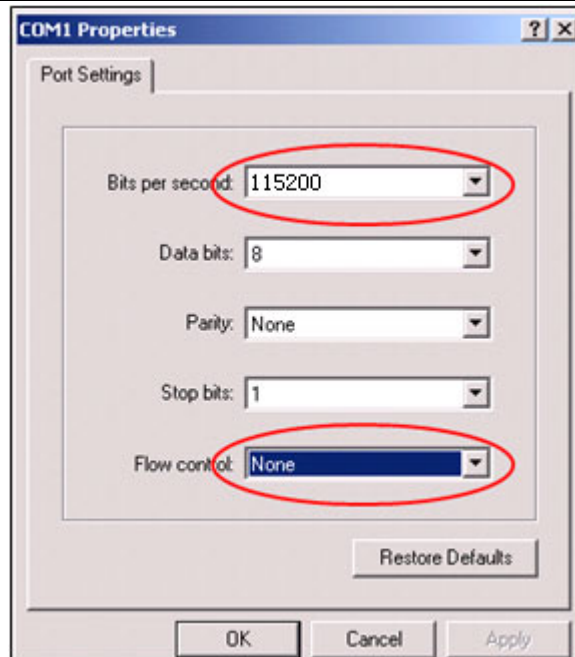 COM1 Properties
Port Settings
Bits per second: 115200
Data bits: 8
Parity: None
Stop bits: 1
Flow control: None
Restore Defaults
OK Cancel Apply